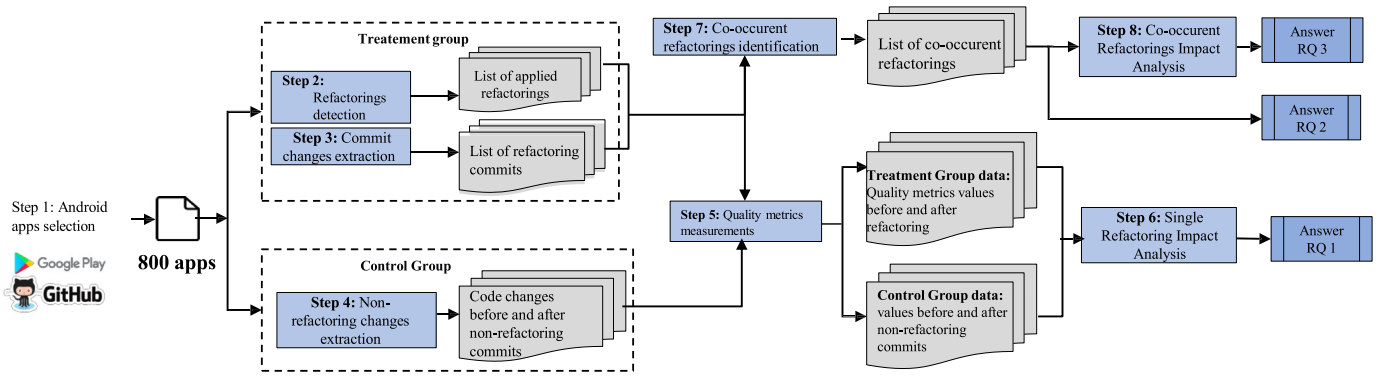 Step 1: Android
apps selection
Google Play
GitHub
800 apps
Treatement group
Step 2:
Refactorings
detection
List of applied
refactorings
Step 3: Commit
changes extraction
List of refactoring
commits
Control Group
Step 4: Non-
refactoring changes
extraction
Code changes
before and after
non-refactoring
commits
Step 7: Co-occurent
refactorings identification
List of co-occurent
refactorings
Step 8: Co-occurent
Refactorings Impact
Analysis
Answer
RQ 3
Answer
RQ 2
Step 5: Quality metrics
measurements
Treatment Group data:
Quality metrics values
before and after
refactoring
Control Group data:
values before and after
non-refactoring
commits
Step 6: Single
Refactoring Impact
Analysis
Answer
RQ 1